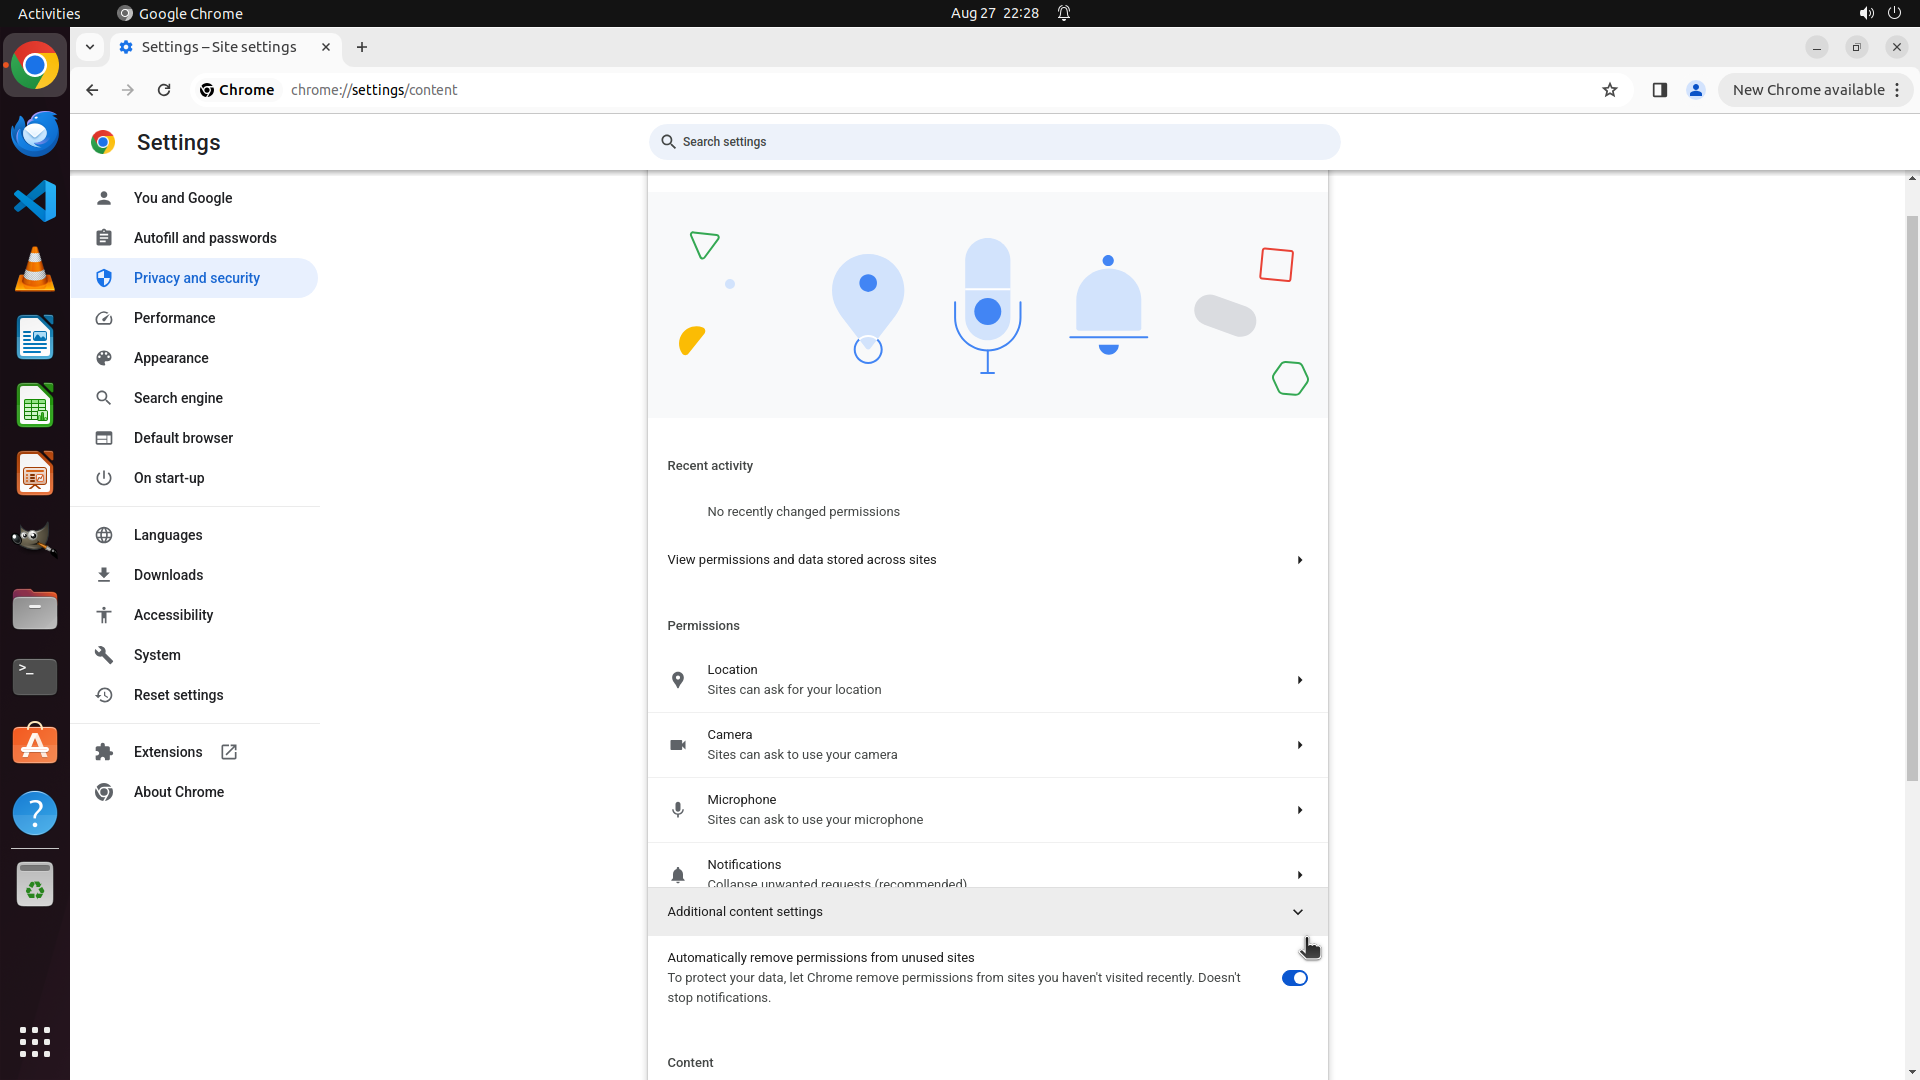 Activities
Google Chrome
Aug 27 22:28
Settings – Site settings
Chrome
chrome://settings/content
New Chrome available
Settings
Search settings
You and Google
Autofill and passwords
Privacy and security
Performance
Appearance
Search engine
Default browser
On start-up
Languages
Downloads
Accessibility
System
Reset settings
Extensions
About Chrome
Recent activity
No recently changed permissions
View permissions and data stored across sites
Permissions
Location
Sites can ask for your location
Camera
Sites can ask to use your camera
Microphone
Sites can ask to use your microphone
Notifications
Collapse unwanted requests (recommended)
Additional content settings
Automatically remove permissions from unused sites
To protect your data, let Chrome remove permissions from sites you haven't visited recently. Doesn't
stop notifications.
Content